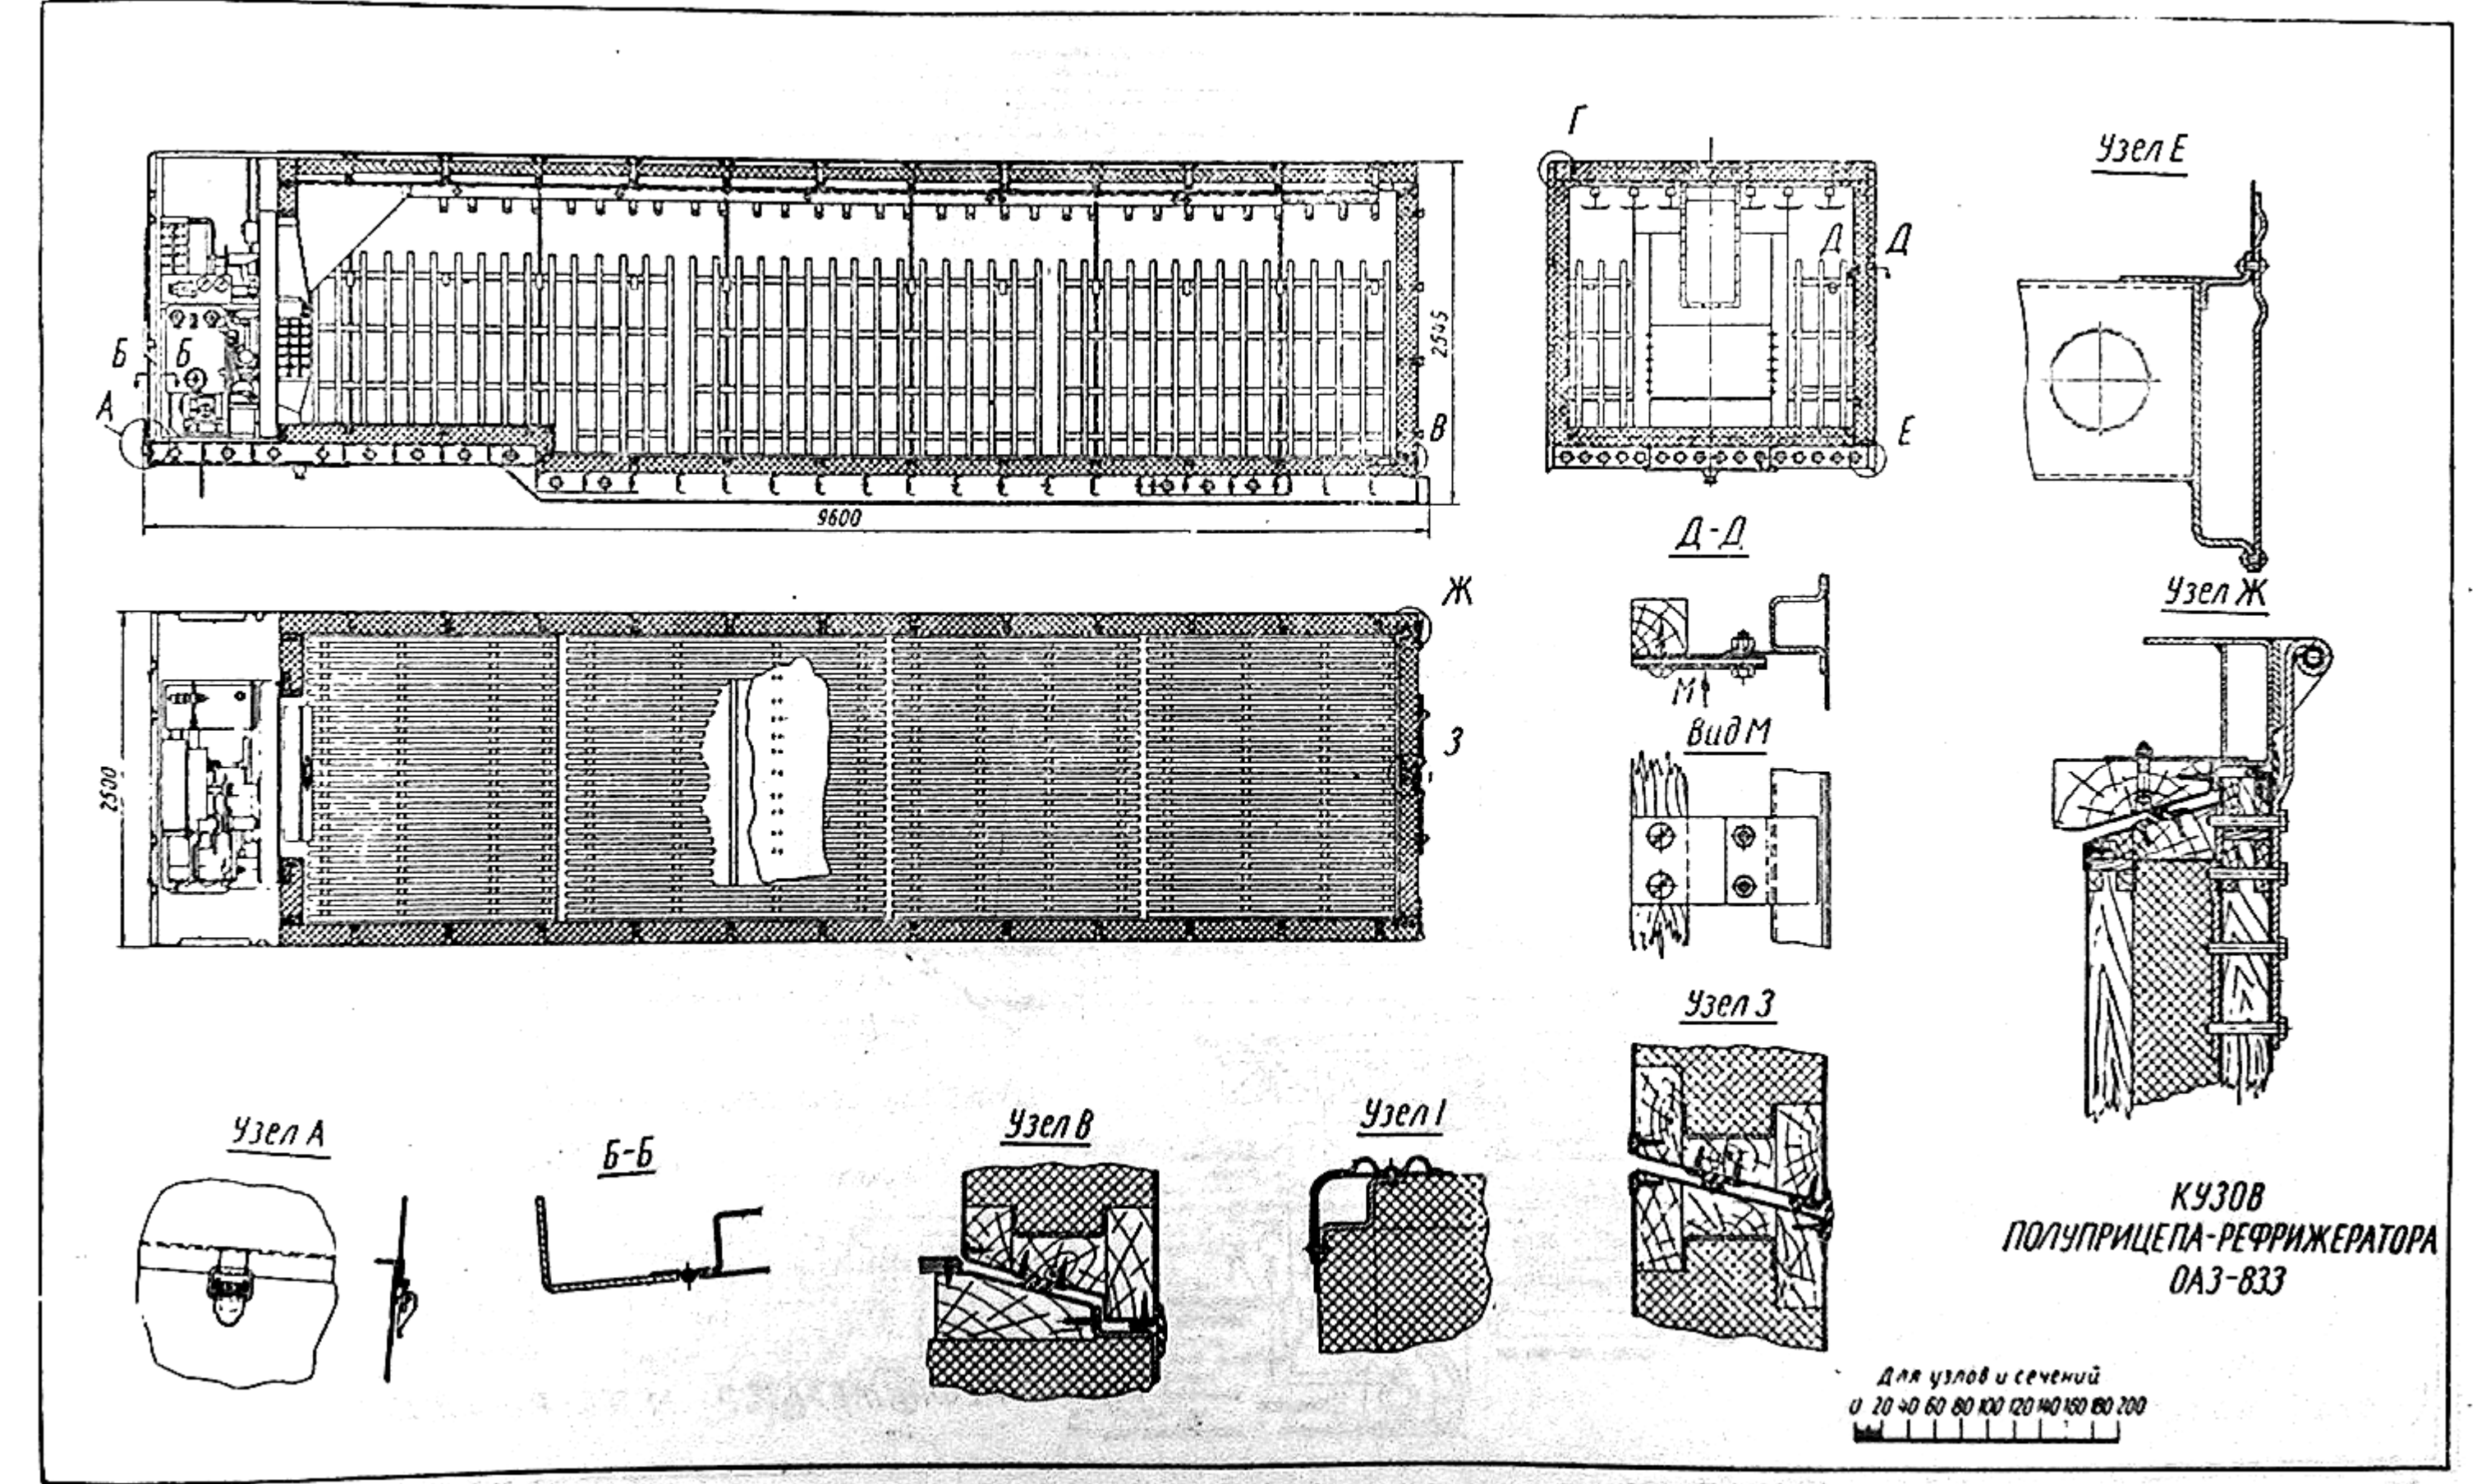 Г
Узел Е
Д
Д
2545
Б
Б
А
В
Е
9600
Д-Д
Ж
Узел Ж
М
Вид М
З
2500
Узел З
Узел А
Б-Б
Узел В
Узел 1
КУЗОВ
ПОЛУПРИЦЕПА-РЕФРИЖЕРАТОРА
ОАЗ-833
Для узлов и сечений
0 20 40 60 80 100 120 140 160 180 200